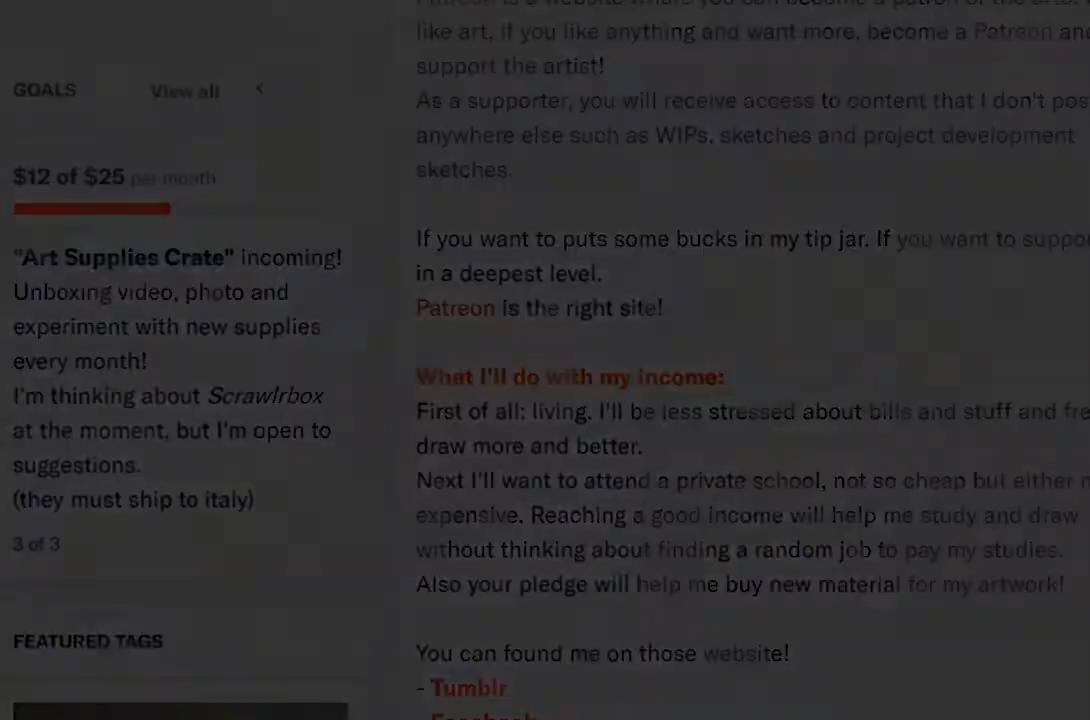 GOALS View all <
$12 of $25 per month
"Art Supplies Crate" incoming!
Unboxing video, photo and
experiment with new supplies
every month!
I'm thinking about Scrawlrbox
at the moment, but I'm open to
suggestions.
(they must ship to italy)
3 of 3
FEATURED TAGS
like art, if you like anything and want more, become a Patreon and
support the artist!
As a supporter, you will receive access to content that I don't
anywhere else such as WIPs, sketches and project development
sketches.
If you want to puts some bucks in my tip jar. If you want to
in a deepest level.
Patreon is the right site!
What I'll do with my income:
First of all: living. I'll be less stressed about bills and stuff and
draw more and better.
Next I'll want to attend a private school, not so cheap but either
expensive. Reaching a good income will help me study and draw
without thinking about finding a random job to pay my studies.
Also your pledge will help me buy new material for my artwork!
You can found me on those website!
- Tumblr